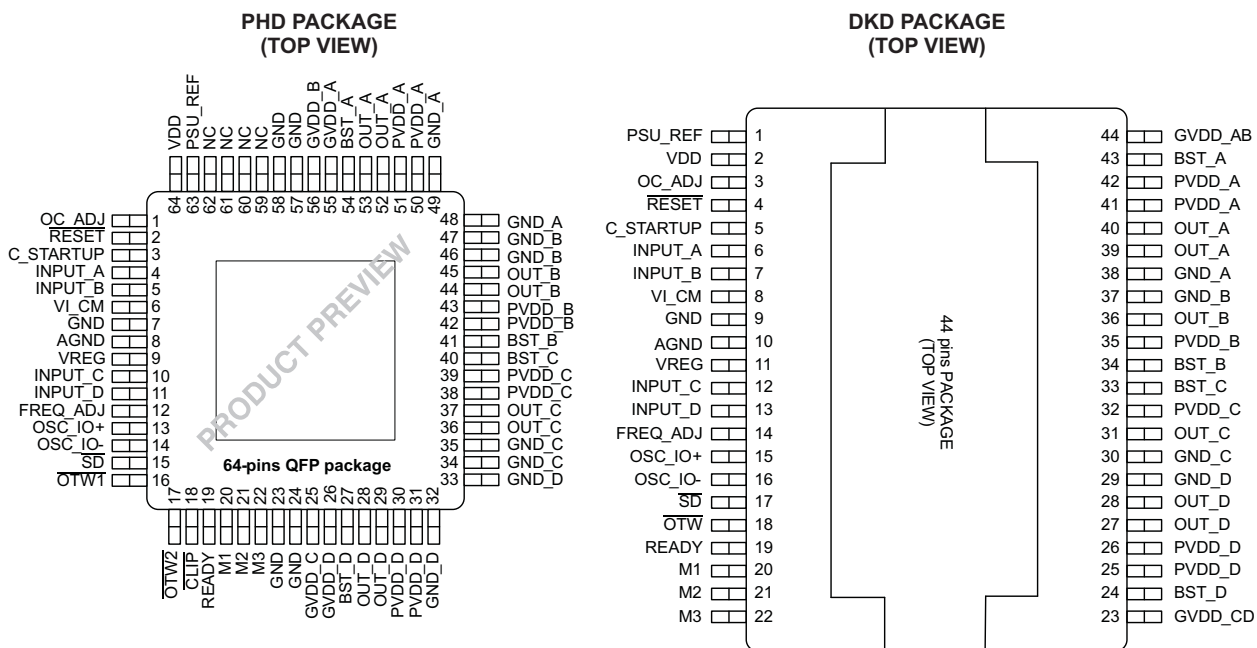 PHD PACKAGE
(TOP VIEW)
VDD
PSU_REF
NC
NC
NC
NC
GND
GND
GVDD_B
GVDD_A
BST_A
OUT_A
OUT_A
PVDD_A
PVDD_A
GND_A
64
63
62
61
60
59
58
57
56
55
54
53
52
51
50
49
OC_ADJ 1
RESET 2
C_STARTUP 3
INPUT_A 4
INPUT_B 5
VI_CM 6
GND 7
AGND 8
VREG 9
INPUT_C 10
INPUT_D 11
FREQ_ADJ 12
OSC_IO+ 13
OSC_IO- 14
SD 15
OTW1 16
PRODUCT PREVIEW
64-pins QFP package
48 GND_A
47 GND_B
46 GND_B
45 OUT_B
44 OUT_B
43 PVDD_B
42 PVDD_B
41 BST_B
40 BST_C
39 PVDD_C
38 PVDD_C
37 OUT_C
36 OUT_C
35 GND_C
34 GND_C
33 GND_D
17
18
19
20
21
22
23
24
25
26
27
28
29
30
31
32
OTW2
CLIP
READY
M1
M2
M3
GND
GND
GVDD_C
GVDD_D
BST_D
OUT_D
OUT_D
PVDD_D
PVDD_D
GND_D
DKD PACKAGE
(TOP VIEW)
PSU_REF 1
VDD 2
OC_ADJ 3
RESET 4
C_STARTUP 5
INPUT_A 6
INPUT_B 7
VI_CM 8
GND 9
AGND 10
VREG 11
INPUT_C 12
INPUT_D 13
FREQ_ADJ 14
OSC_IO+ 15
OSC_IO- 16
SD 17
OTW 18
READY 19
M1 20
M2 21
M3 22
44 pins PACKAGE
(TOP VIEW)
44 GVDD_AB
43 BST_A
42 PVDD_A
41 PVDD_A
40 OUT_A
39 OUT_A
38 GND_A
37 GND_B
36 OUT_B
35 PVDD_B
34 BST_B
33 BST_C
32 PVDD_C
31 OUT_C
30 GND_C
29 GND_D
28 OUT_D
27 OUT_D
26 PVDD_D
25 PVDD_D
24 BST_D
23 GVDD_CD